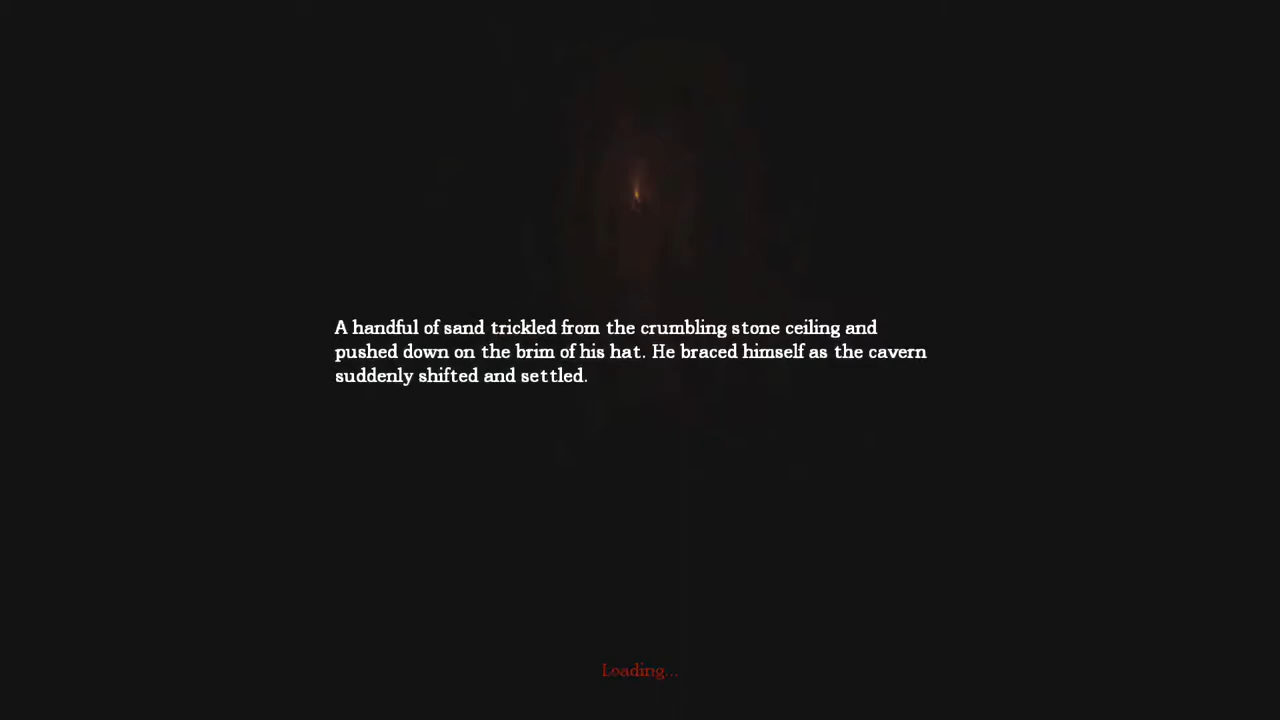 A handful of sand trickled from the crumbling stone ceiling and
pushed down on the brim of his hat. He braced himself as the cavern
suddenly shifted and settled.
Loading...